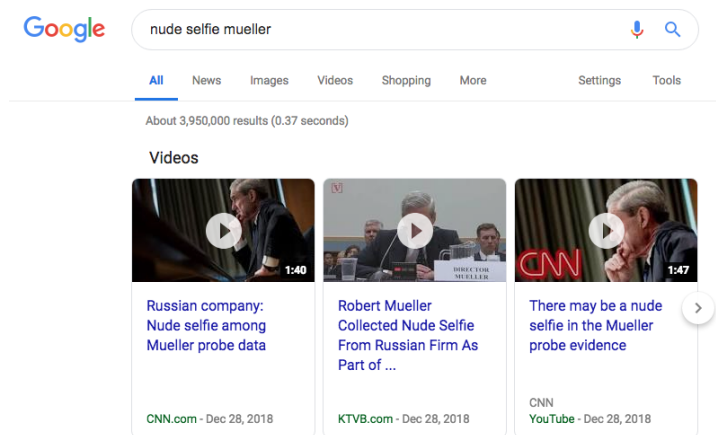 Google
nude selfie mueller
All News Images Videos Shopping More Settings Tools
About 3,950,000 results (0.37 seconds)
Videos
1:40
DIRECTOR
MUELLER
CNN
1:47
Russian company:
Nude selfie among
Mueller probe data
CNN.com - Dec 28, 2018
Robert Mueller
Collected Nude Selfie
From Russian Firm As
Part of ...
KTVB.com - Dec 28, 2018
There may be a nude
selfie in the Mueller
probe evidence
CNN
YouTube - Dec 28, 2018